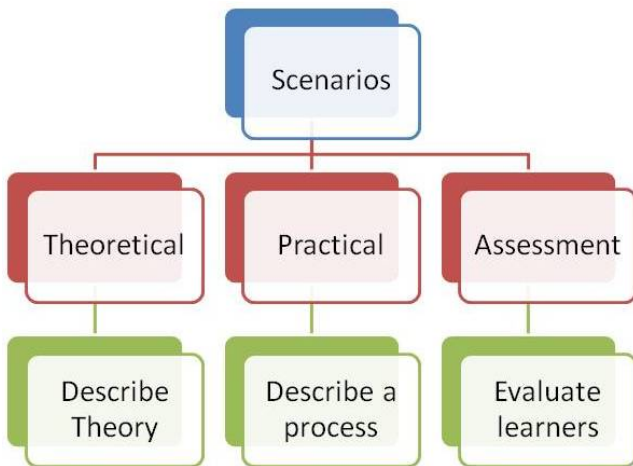 Scenarios
Theoretical
Practical
Assessment
Describe
Theory
Describe a
process
Evaluate
learners